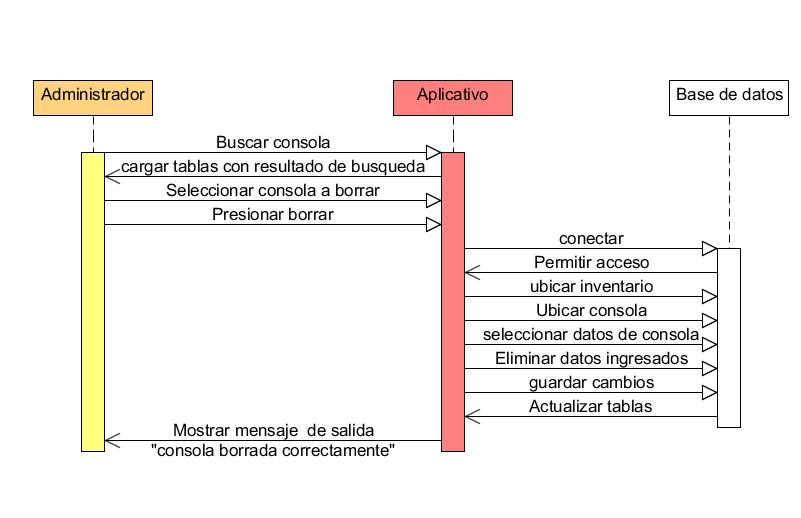 Administrador
Aplicativo
Base de datos
Buscar consola
cargar tablas con resultado de busqueda
Seleccionar consola a borrar
Presionar borrar
conectar
Permitir acceso
ubicar inventario
Ubicar consola
seleccionar datos de consola
Eliminar datos ingresados
guardar cambios
Actualizar tablas
Mostrar mensaje  de salida
"consola borrada correctamente"